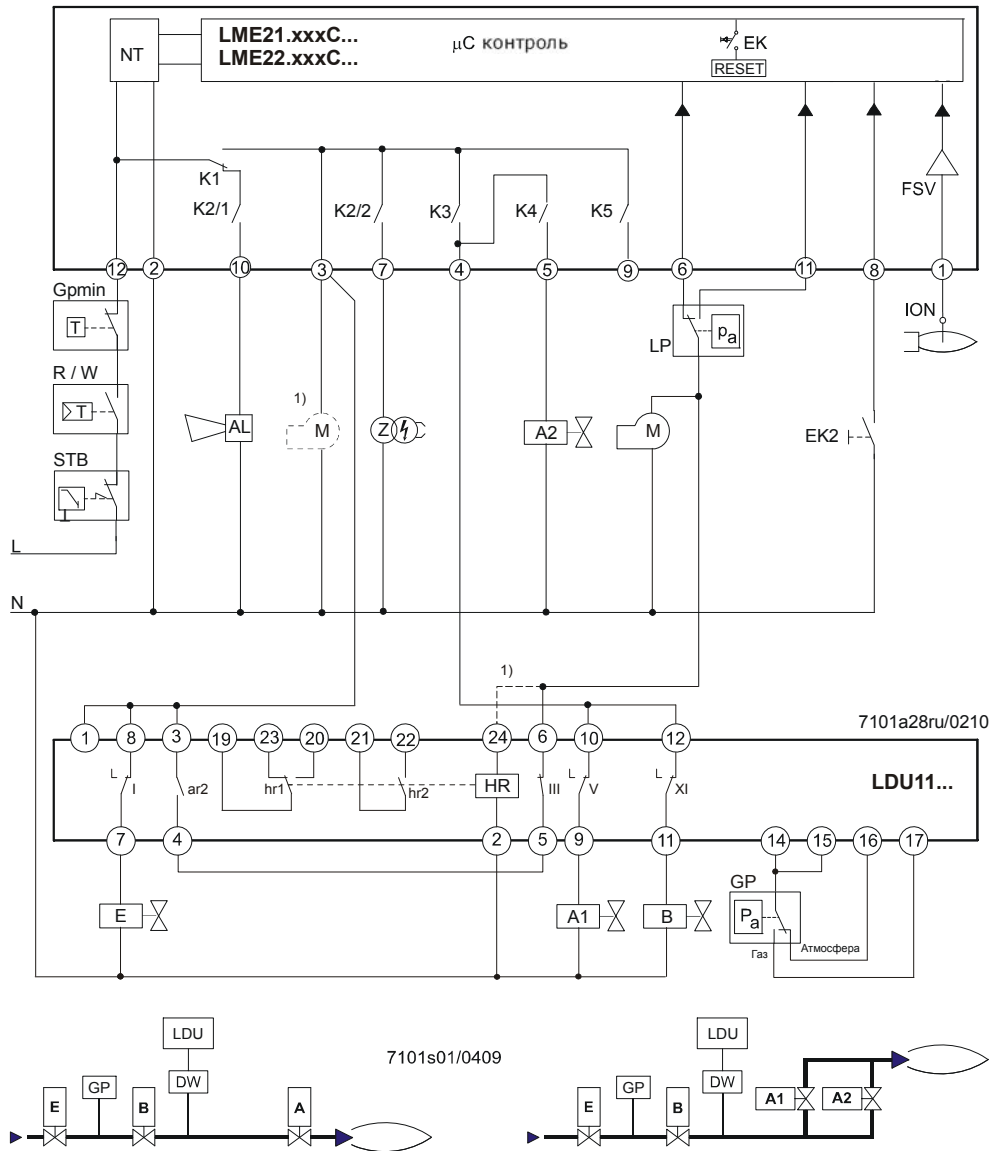 LME21.xxxC...
LME22.xxxC...
µC контроль
NT
EK
RESET
FSV
K1
K2/1
K2/2
K3
K4
K5
12
2
10
3
7
4
5
9
6
11
8
1
Gpmin
T
R / W
T
STB
L
N
AL
1)
M
Z
A2
LP
pa
M
ION
EK2
1)
7101a28ru/0210
1
8
3
19
23
20
21
22
24
6
10
12
L
I
ar2
hr1
hr2
HR
III
L
V
L
XI
LDU11...
7
4
2
5
9
11
14
15
16
17
E
A1
B
GP
Pa
Газ
Атмосфера
7101s01/0409
LDU
DW
E
GP
B
A
LDU
DW
E
GP
B
A1
A2